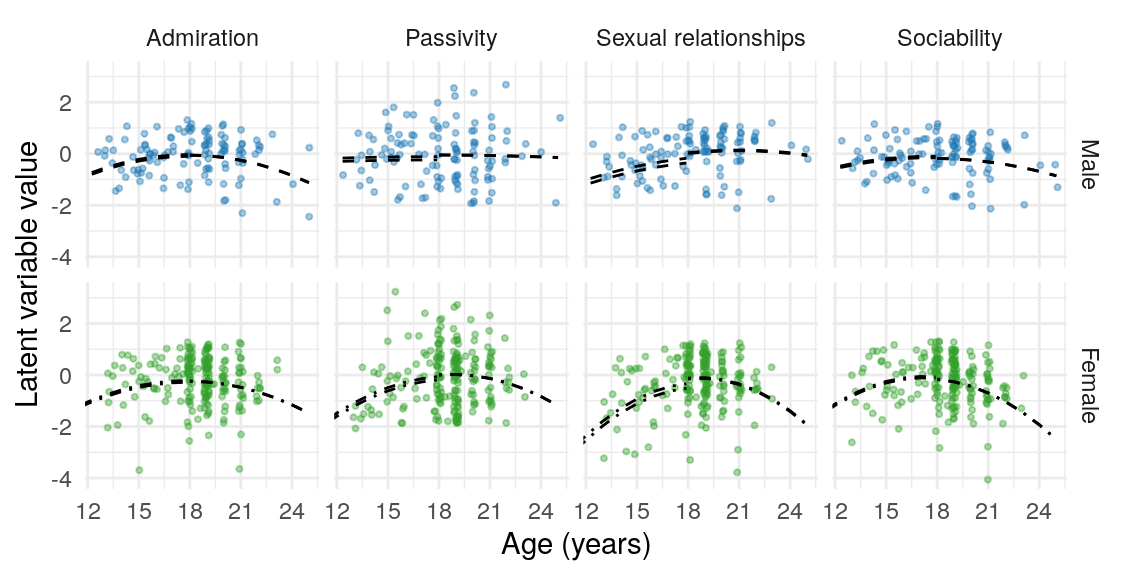 Admiration Passivity Sexual relationships Sociability
Latent variable value
2
0
-2
-4
Male
2
0
-2
-4
Female
12 15 18 21 24 12 15 18 21 24 12 15 18 21 24 12 15 18 21 24
Age (years)